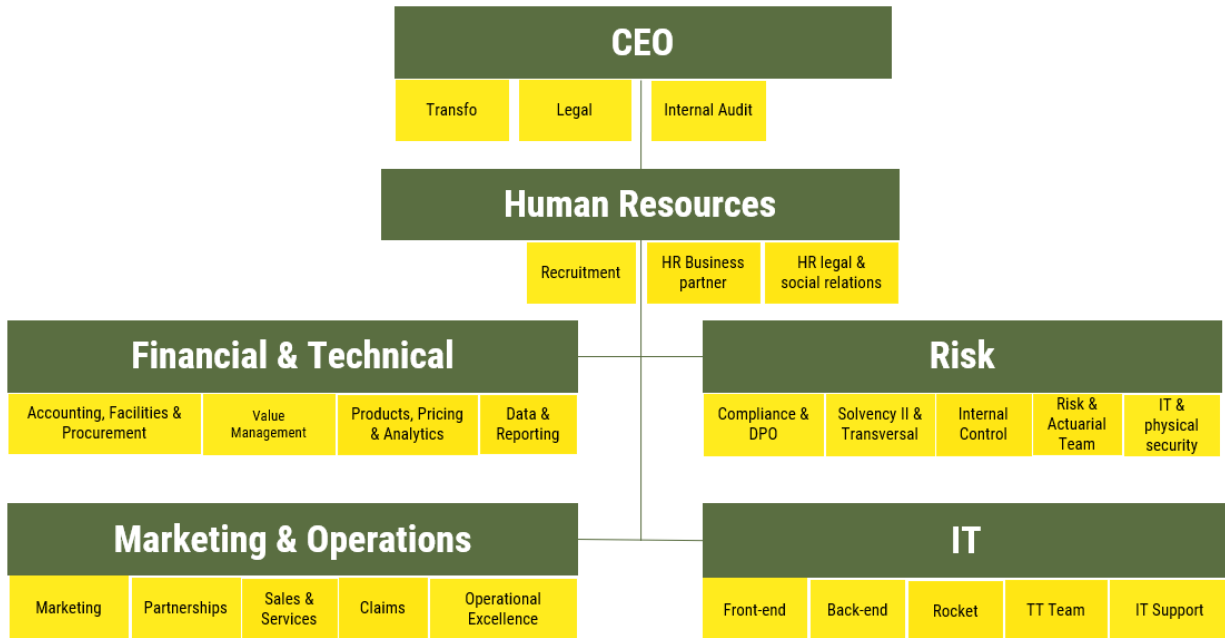 CEO
Transfo
Legal
Internal Audit
Human Resources
Recruitment
HR Business
partner
HR legal &
social relations
Financial & Technical
Accounting, Facilities &
Procurement
Value
Management
Products, Pricing
& Analytics
Data &
Reporting
Risk
Compliance &
DPO
Solvency II &
Transversal
Internal
Control
Risk &
Actuarial
Team
IT &
physical
security
Marketing & Operations
Marketing
Partnerships
Sales &
Services
Claims
Operational
Excellence
IT
Front-end
Back-end
Rocket
TT Team
IT Support